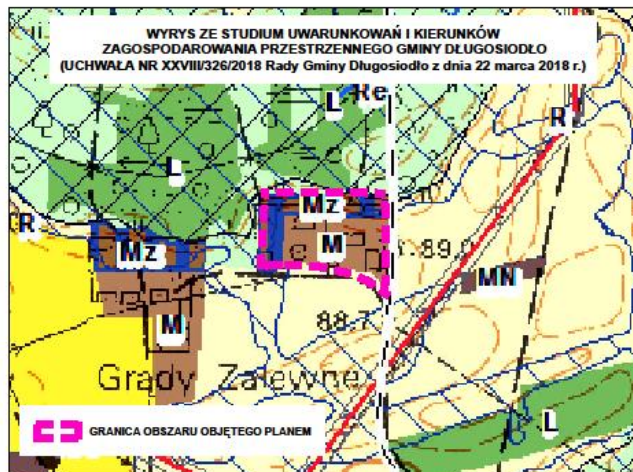 WYRYS ZE STUDIUM UWARUNKOWAŃ I KIERUNKÓW
ZAGOSPODAROWANIA PRZESTRZENNEGO GMINY DŁUGOSIODŁO
(UCHWAŁA NR XXVIII/326/2018 Rady Gminy Długosiodło z dnia 22 marca 2018 r.)
L Re
R
L
Mz
R
Mz M 89.0
MN
M 88.7
Grądy Zalewne
L
GRANICA OBSZARU OBJĘTEGO PLANEM